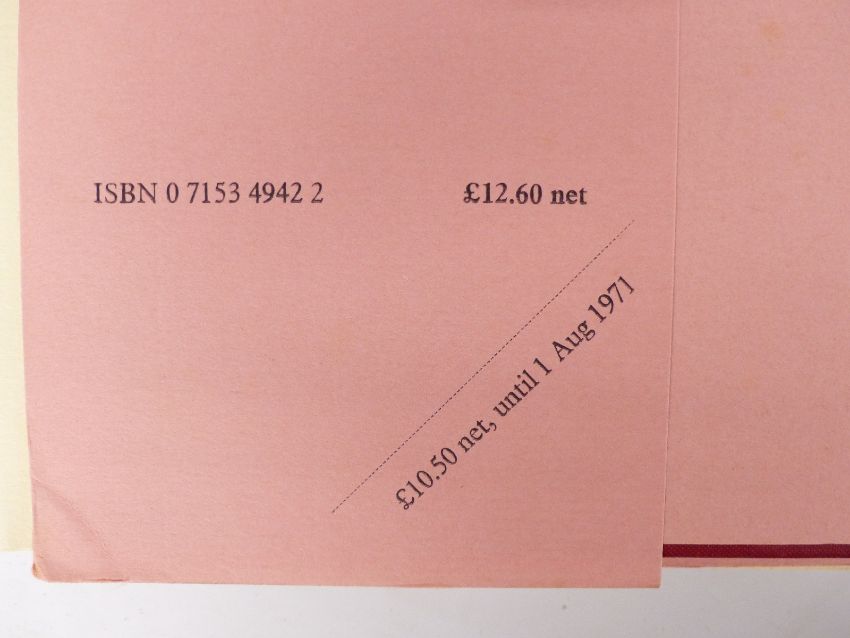 ISBN 0 7153 4942 2 £12.60 net
£10.50 net, until 1 Aug 1971